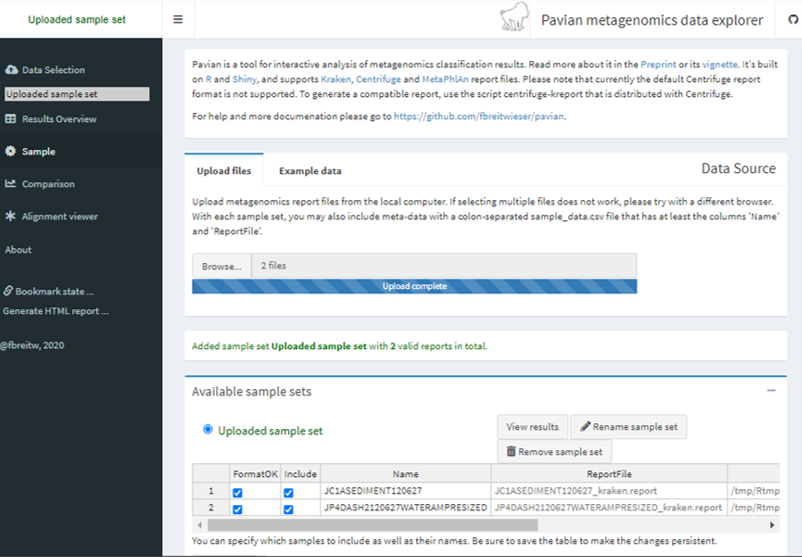 Uploaded sample set
Pavian metagenomics data explorer
Data Selection
Uploaded sample set
Results Overview
Sample
Comparison
Alignment viewer
About
Bookmark state ...
Generate HTML report ...
@fbreitw, 2020
Pavian is a tool for interactive analysis of metagenomics classification results. Read more about it in the Preprint or its vignette. It's built
on R and Shiny, and supports Kraken, Centrifuge and MetaPhlAn report files. Please note that currently the default Centrifuge report
format is not supported. To generate a compatible report, use the script centrifuge-kreport that is distributed with Centrifuge.
For help and more documenation please go to https://github.com/fbreitwieser/pavian.
Upload files Example data Data Source
Upload metagenomics report files from the local computer. If selecting multiple files does not work, please try with a different browser.
With each sample set, you may also include meta-data with a colon-separated sample_data.csv file that has at least the columns 'Name'
and 'ReportFile'.
Browse... 2 files
Upload complete
Added sample set Uploaded sample set with 2 valid reports in total.
Available sample sets
Uploaded sample set
View results Rename sample set
Remove sample set
FormatOK Include Name ReportFile
1 JC1ASEDIMENT120627 JC1ASEDIMENT120627_kraken.report /tmp/Rtmp
2 JP4DASH2120627WATERAMPRESIZED JP4DASH2120627WATERAMPRESIZED_kraken.report /tmp/Rtmp
You can specify which samples to include as well as their names. Be sure to save the table to make the changes persistent.